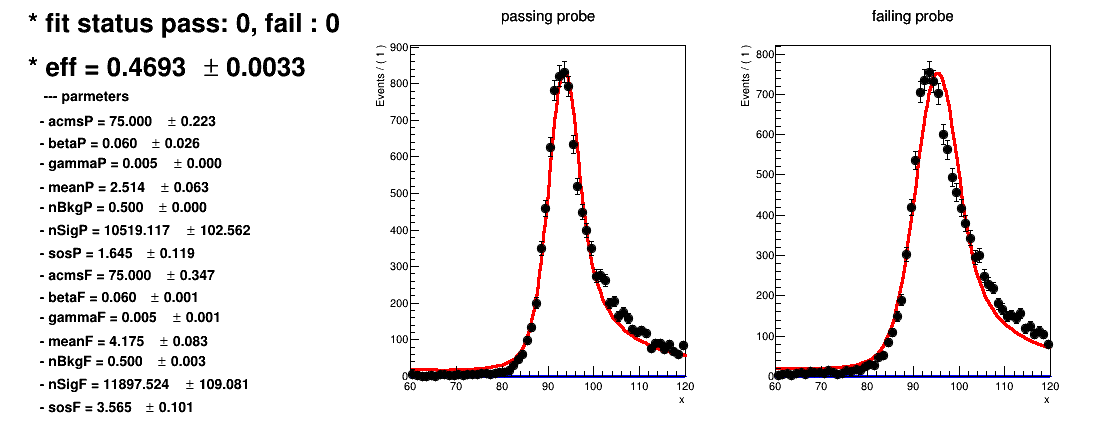 * fit status pass: 0, fail : 0
* eff = 0.4693 ± 0.0033
--- parmeters
- acmsP = 75.000 ± 0.223
- betaP = 0.060 ± 0.026
- gammaP = 0.005 ± 0.000
- meanP = 2.514 ± 0.063
- nBkgP = 0.500 ± 0.000
- nSigP = 10519.117 ± 102.562
- sosP = 1.645 ± 0.119
- acmsF = 75.000 ± 0.347
- betaF = 0.060 ± 0.001
- gammaF = 0.005 ± 0.001
- meanF = 4.175 ± 0.083
- nBkgF = 0.500 ± 0.003
- nSigF = 11897.524 ± 109.081
- sosF = 3.565 ± 0.101
passing probe
Events / ( 1 )
900
800
700
600
500
400
300
200
100
0
60 70 80 90 100 110 120
x
failing probe
Events / ( 1 )
800
700
600
500
400
300
200
100
0
60 70 80 90 100 110 120
x